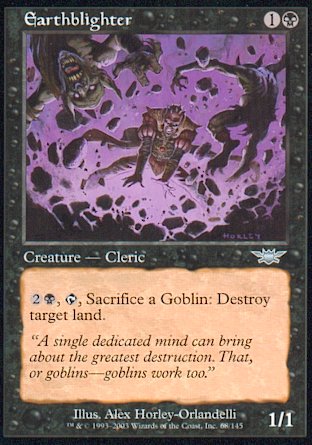 Earthblighter 1
HORLEY
Creature — Cleric
2, , Sacrifice a Goblin: Destroy
target land.
“A single dedicated mind can bring
about the greatest destruction. That,
or goblins—goblins work too.”
Illus. Alex Horley-Orlandelli
™ & © 1993–2003 Wizards of the Coast, Inc. 68/145
1/1